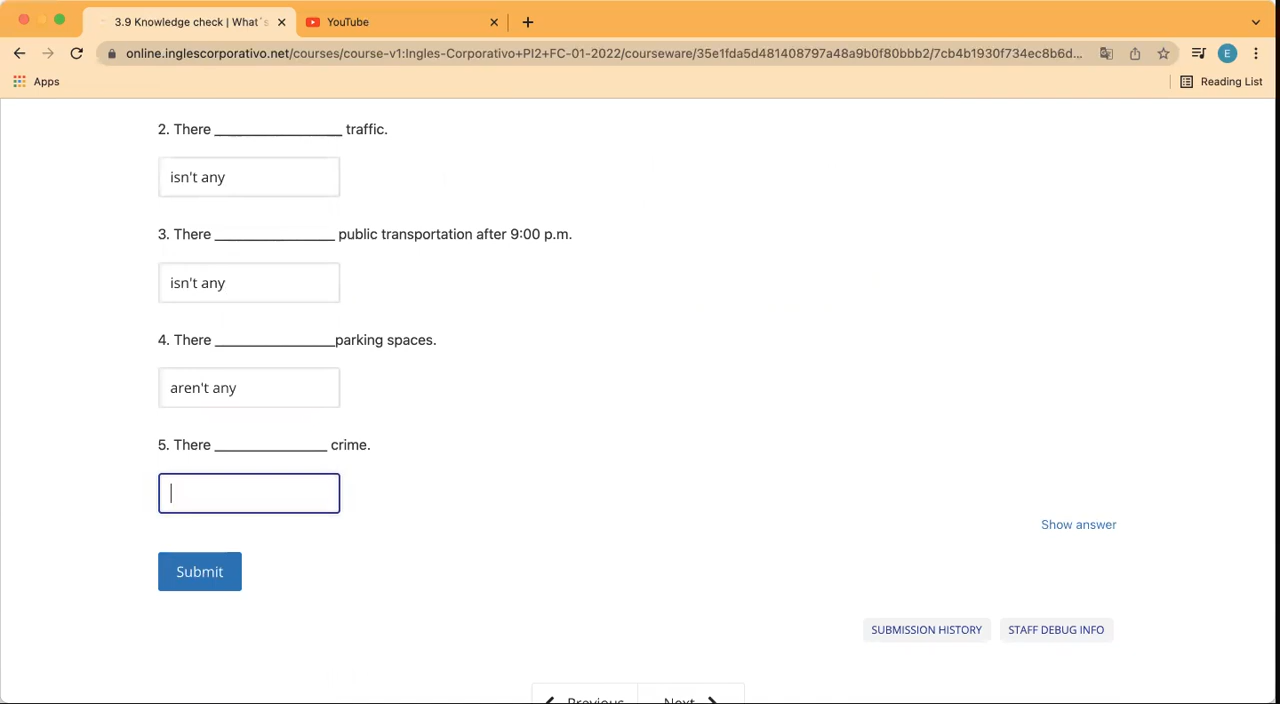 3.9 Knowledge check | What's
YouTube
online.inglescorporativo.net/courses/course-v1:Ingles-Corporativo+PI2+FC-01-2022/courseware/35e1fda5d481408797a48a9b0f80bbb2/7cb4b1930f734ec8b6d...
E
Apps
Reading List
2. There ________________ traffic.
isn't any
3. There _______________ public transportation after 9:00 p.m.
isn't any
4. There _______________parking spaces.
aren't any
5. There ______________ crime.
Show answer
Submit
SUBMISSION HISTORY
STAFF DEBUG INFO
Previous
Next